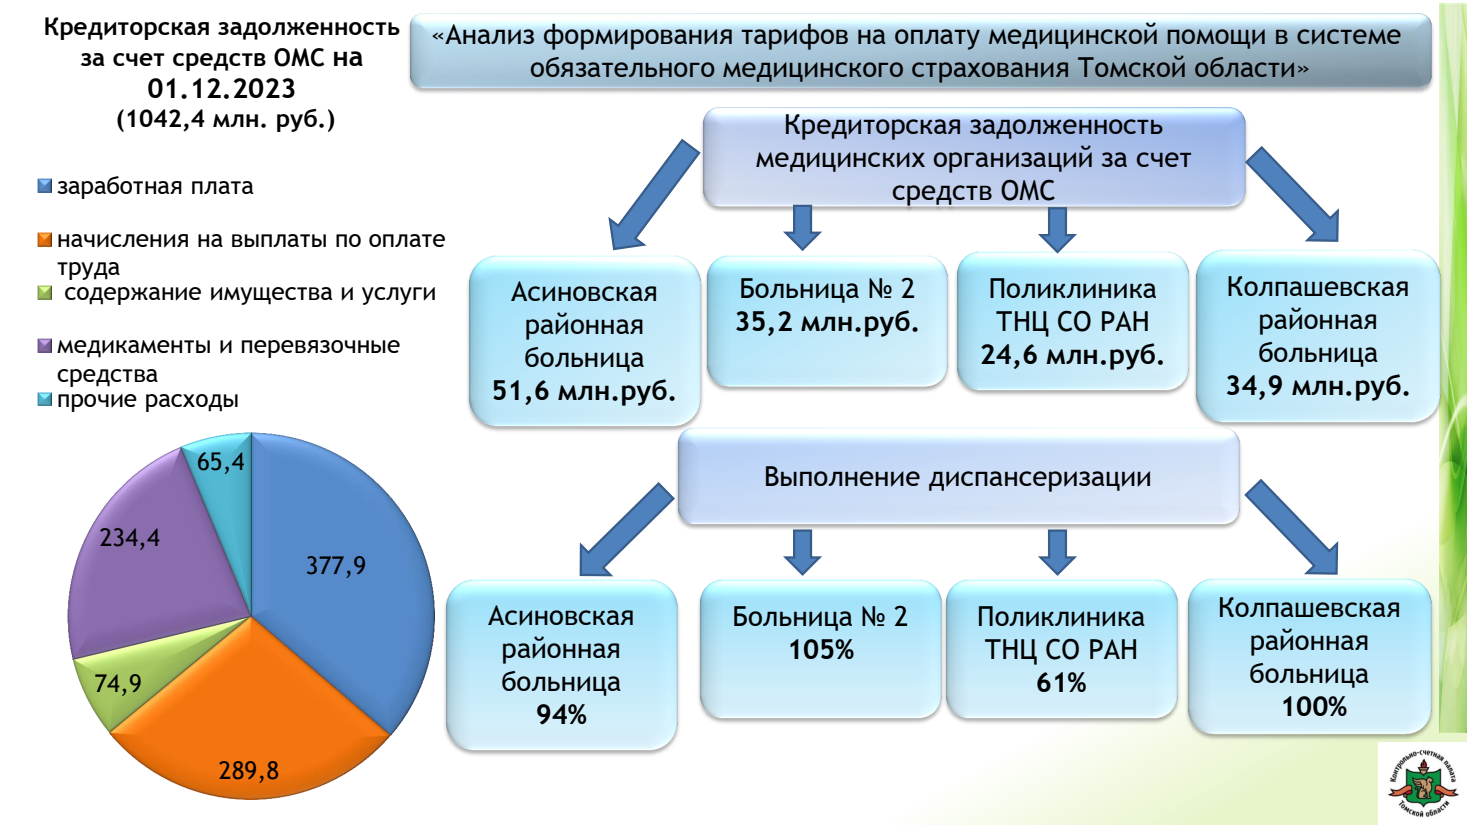 Кредиторская задолженность
за счет средств ОМС на
01.12.2023
(1042,4 млн. руб.)
«Анализ формирования тарифов на оплату медицинской помощи в системе
обязательного медицинского страхования Томской области»
заработная плата
начисления на выплаты по оплате
труда
содержание имущества и услуги
медикаменты и перевязочные
средства
прочие расходы
65,4
234,4
377,9
74,9
289,8
Кредиторская задолженность
медицинских организаций за счет
средств ОМС
Асиновская
районная
больница
51,6 млн.руб.
Больница № 2
35,2 млн.руб.
Поликлиника
ТНЦ СО РАН
24,6 млн.руб.
Колпашевская
районная
больница
34,9 млн.руб.
Выполнение диспансеризации
Асиновская
районная
больница
94%
Больница № 2
105%
Поликлиника
ТНЦ СО РАН
61%
Колпашевская
районная
больница
100%
Контрольно-счетная палата
Томской области